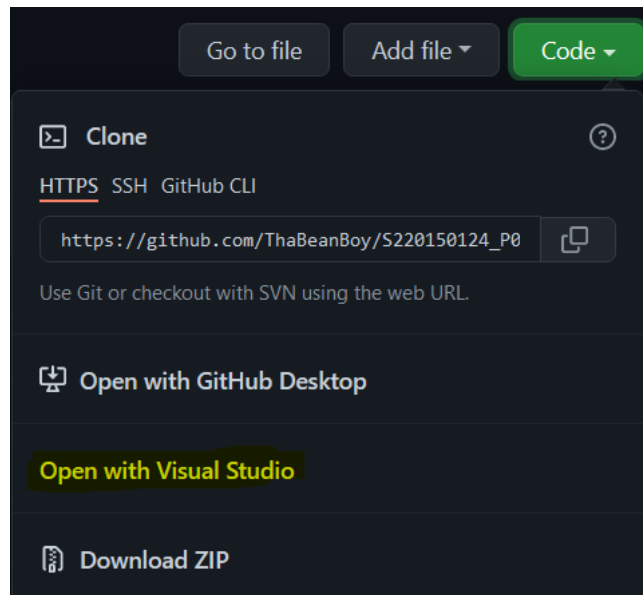 Go to file Add file Code
Clone
HTTPS SSH GitHub CLI
https://github.com/ThaBeanBoy/S220150124_P0
Use Git or checkout with SVN using the web URL.
Open with GitHub Desktop
Open with Visual Studio
Download ZIP